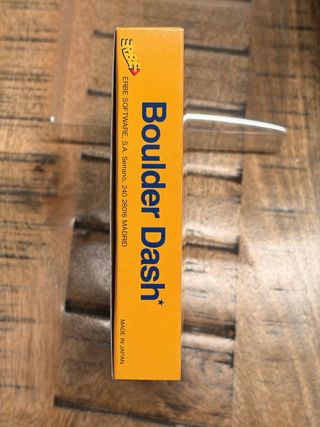 Boulder Dash*
ERBE
ERBE SOFTWARE, S.A. Serrano, 240.28016 MADRID
MADE IN JAPAN